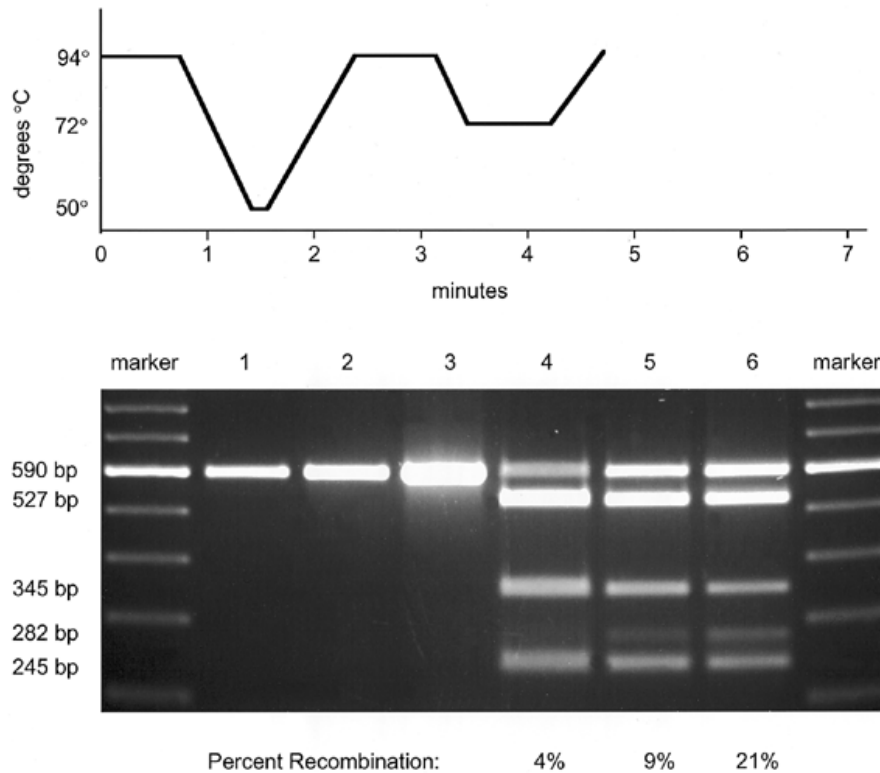 94°
72°
50°
degrees °C
0 1 2 3 4 5 6 7
minutes
marker 1 2 3 4 5 6 marker
590 bp
527 bp
345 bp
282 bp
245 bp
Percent Recombination: 4% 9% 21%